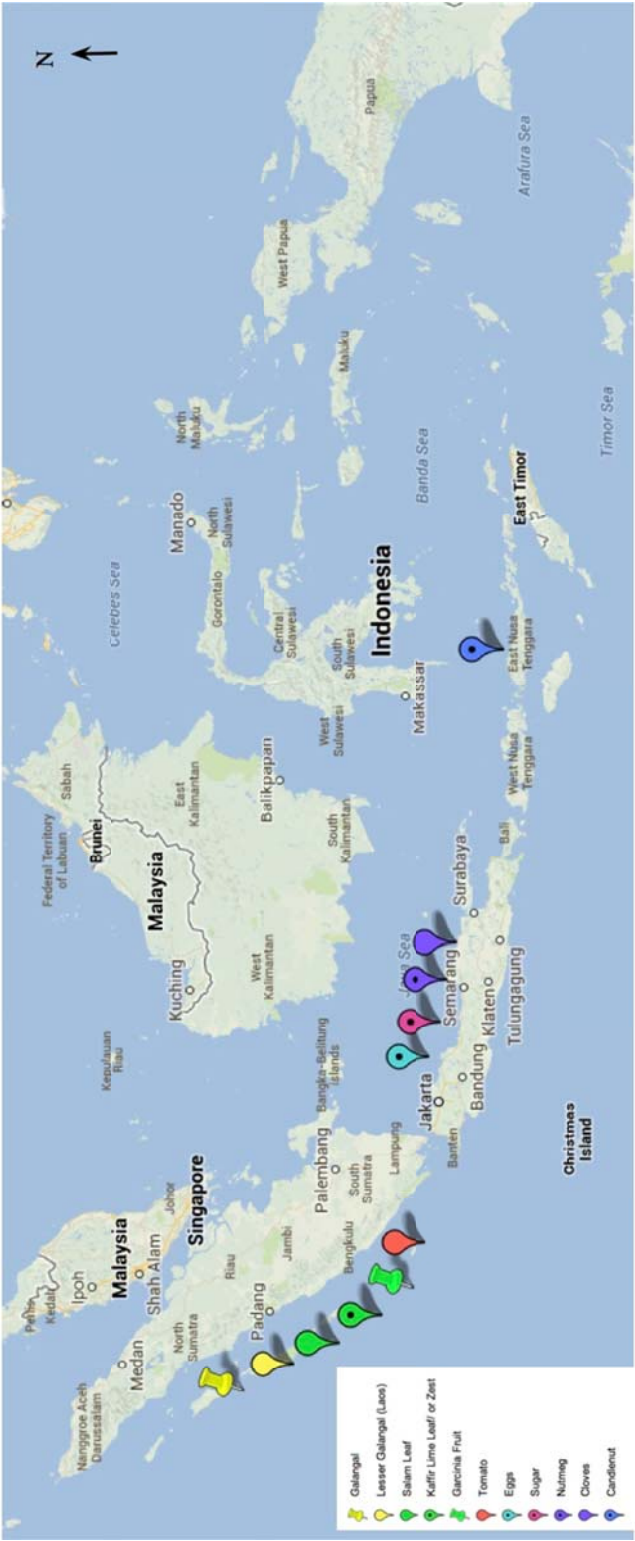 N
Perlis
Kedah
Ipoh
Malaysia
Shah Alam
Johor
Singapore
Nanggroe Aceh
Darussalam
Medan
North
Sumatra
Riau
Padang
Jambi
Bengkulu
Palembang
South
Sumatra
Lampung
Bangka-Belitung
Islands
Kepulauan
Riau
Kuching
Malaysia
Brunei
Federal Territory
of Labuan
Sabah
East
Kalimantan
West
Kalimantan
South
Kalimantan
Balikpapan
Celebes Sea
Manado
North
Sulawesi
Gorontalo
Central
Sulawesi
West
Sulawesi
South
Sulawesi
Makassar
Indonesia
North
Maluku
Maluku
West Papua
Papua
Banda Sea
Arafura Sea
Timor Sea
East Timor
East Nusa
Tenggara
West Nusa
Tenggara
Bali
Java Sea
Jakarta
Banten
Bandung
Semarang
Klaten
Tulungagung
Surabaya
Christmas
Island
Galangal
Lesser Galangal (Laos)
Salam Leaf
Kaffir Lime Leaf/ or Zest
Garcinia Fruit
Tomato
Eggs
Sugar
Nutmeg
Cloves
Candlenut